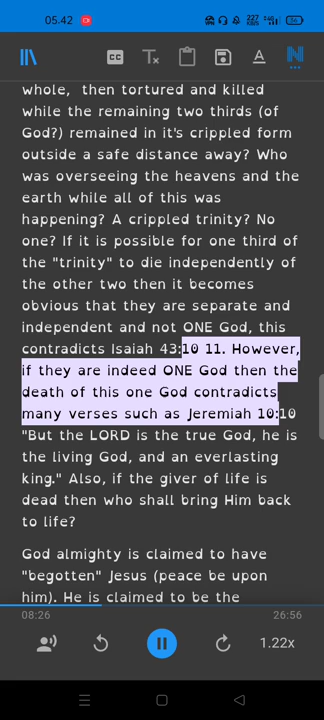 05.42
227
KB/S
56
CC
T
A
N
whole, then tortured and killed
while the remaining two thirds (of
God?) remained in it's crippled form
outside a safe distance away? Who
was overseeing the heavens and the
earth while all of this was
happening? A crippled trinity? No
one? If it is possible for one third of
the "trinity" to die independently of
the other two then it becomes
obvious that they are separate and
independent and not ONE God, this
contradicts Isaiah 43:10 11. However,
if they are indeed ONE God then the
death of this one God contradicts
many verses such as Jeremiah 10:10
"But the LORD is the true God, he is
the living God, and an everlasting
king." Also, if the giver of life is
dead then who shall bring Him back
to life?
God almighty is claimed to have
"begotten" Jesus (peace be upon
him). He is claimed to be the
08:26
26:56
1.22x